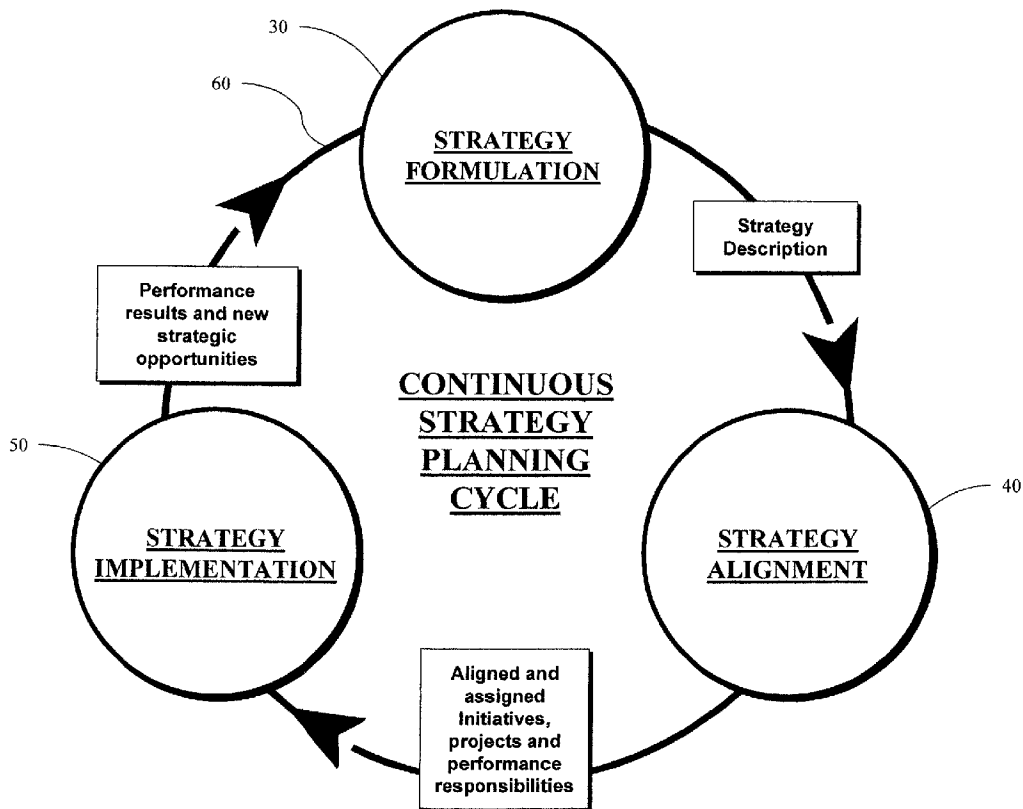 30
60
STRATEGY
FORMULATION
Strategy
Description
Performance
results and new
strategic
opportunities
CONTINUOUS
STRATEGY
PLANNING
CYCLE
50
40
STRATEGY
IMPLEMENTATION
STRATEGY
ALIGNMENT
Aligned and
assigned
Initiatives,
projects and
performance
responsibilities